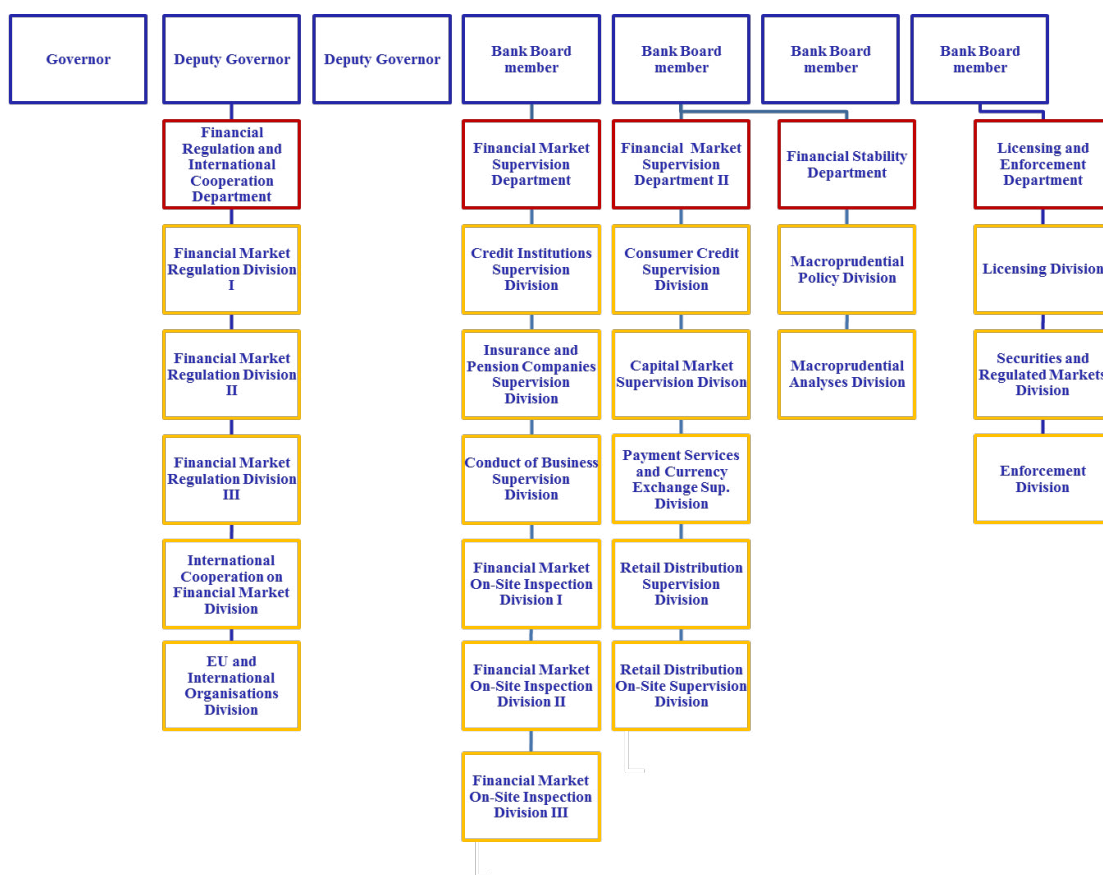 Governor
Deputy Governor
Deputy Governor
Bank Board
member
Bank Board
member
Bank Board
member
Bank Board
member
Financial
Regulation and
International
Cooperation
Department
Financial Market
Supervision
Department
Financial Market
Supervision
Department II
Financial Stability
Department
Licensing and
Enforcement
Department
Financial Market
Regulation Division
I
Credit Institutions
Supervision
Division
Consumer Credit
Supervision
Division
Macroprudential
Policy Division
Licensing Division
Financial Market
Regulation Division
II
Insurance and
Pension Companies
Supervision
Division
Capital Market
Supervision Divison
Macroprudential
Analyses Division
Securities and
Regulated Markets
Division
Financial Market
Regulation Division
III
Conduct of Business
Supervision
Division
Payment Services
and Currency
Exchange Sup.
Division
Enforcement
Division
International
Cooperation on
Financial Market
Division
Financial Market
On-Site Inspection
Division I
Retail Distribution
Supervision
Division
EU and
International
Organisations
Division
Financial Market
On-Site Inspection
Division II
Retail Distribution
On-Site Supervision
Division
Financial Market
On-Site Inspection
Division III